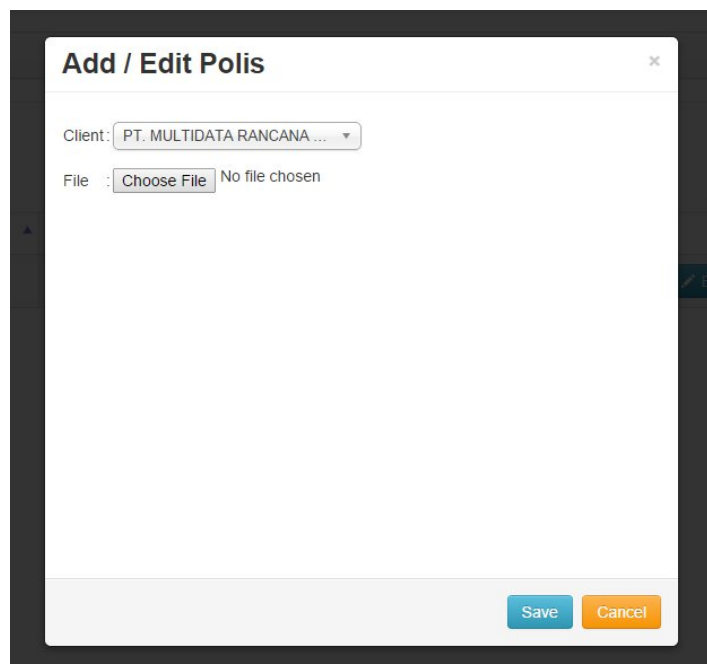 Add / Edit Polis ×
Client : PT. MULTIDATA RANCANA ...
File : Choose File No file chosen
Save Cancel